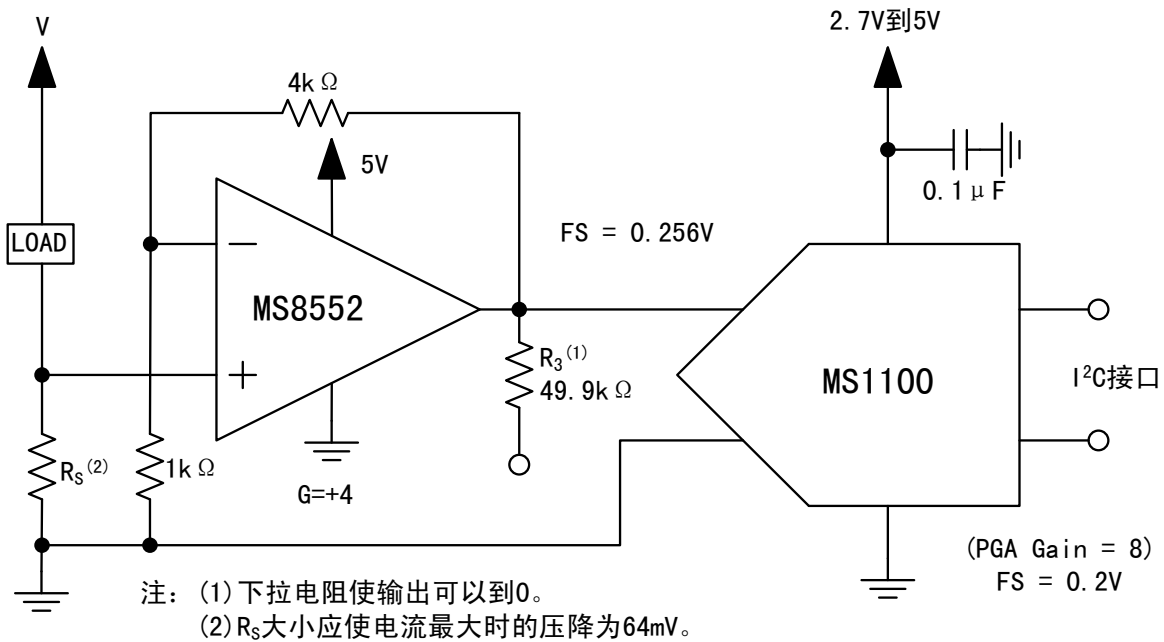 V
2.7V到5V
4kΩ
5V
0.1μF
FS = 0.256V
LOAD
−
MS8552
+
R3(1)
49.9kΩ
MS1100
I²C接口
RS(2)
1kΩ
G=+4
(PGA Gain = 8)
FS = 0.2V
注：(1)下拉电阻使输出可以到0。
(2)RS大小应使电流最大时的压降为64mV。